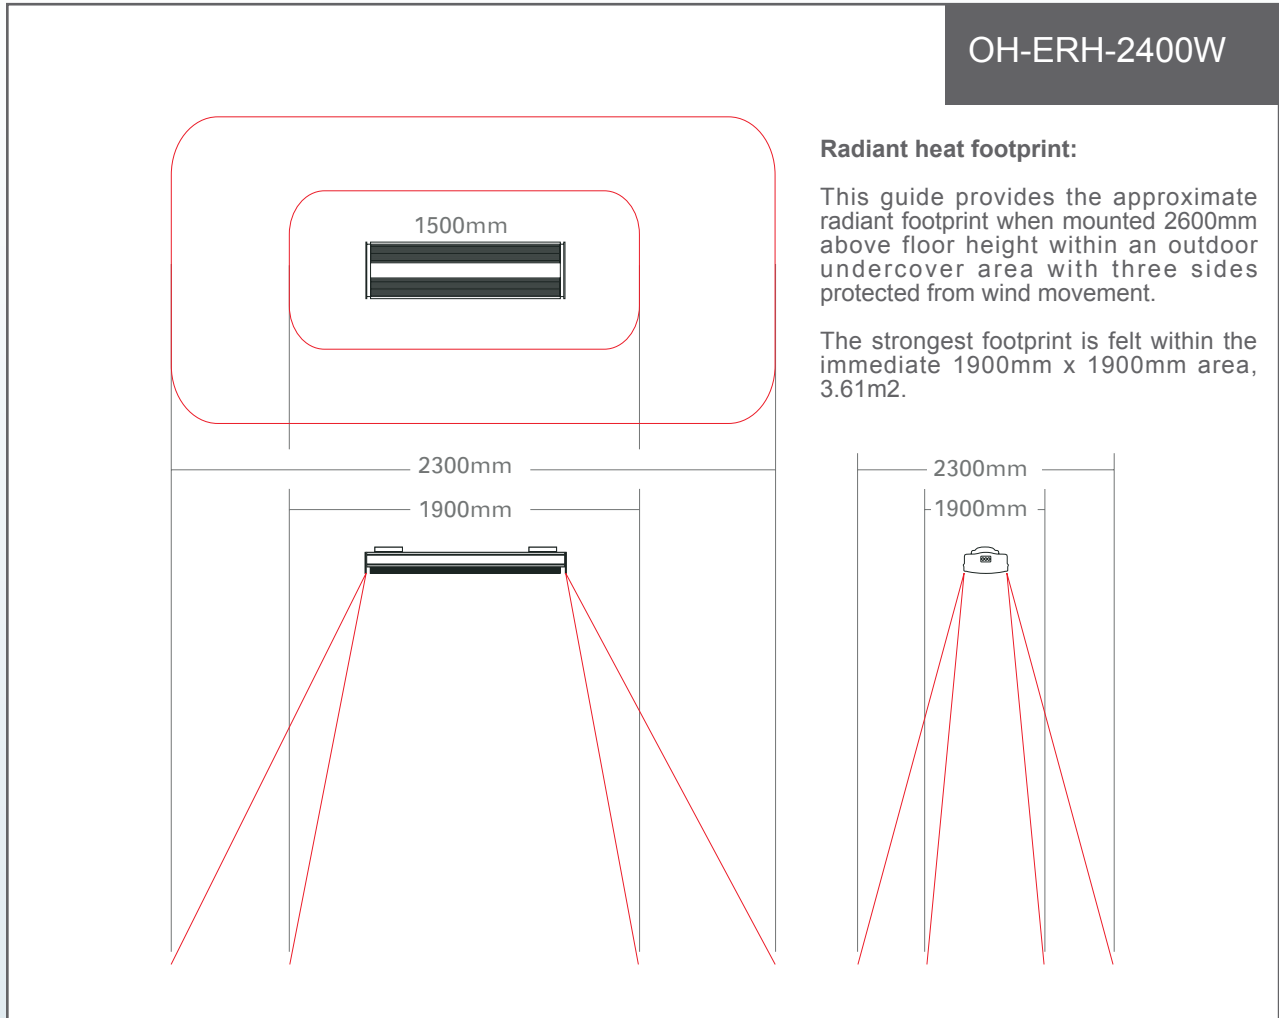 OH-ERH-2400W
Radiant heat footprint:
This guide provides the approximate
radiant footprint when mounted 2600mm
above floor height within an outdoor
undercover area with three sides
protected from wind movement.
The strongest footprint is felt within the
immediate 1900mm x 1900mm area,
3.61m2.
1500mm
2300mm
1900mm
2300mm
1900mm